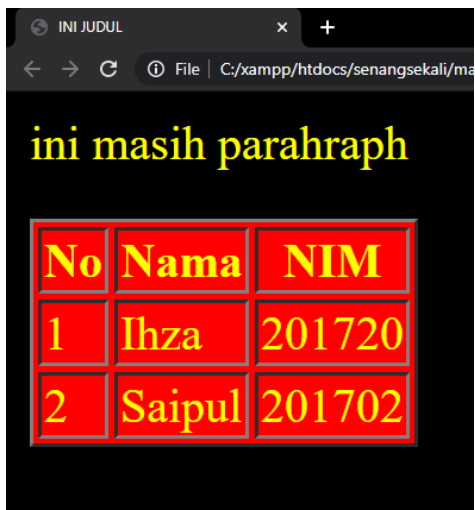 INI JUDUL
File C:/xampp/htdocs/senangsekali/ma
ini masih parahraph
No Nama NIM
1 Ihza 201720
2 Saipul 201702